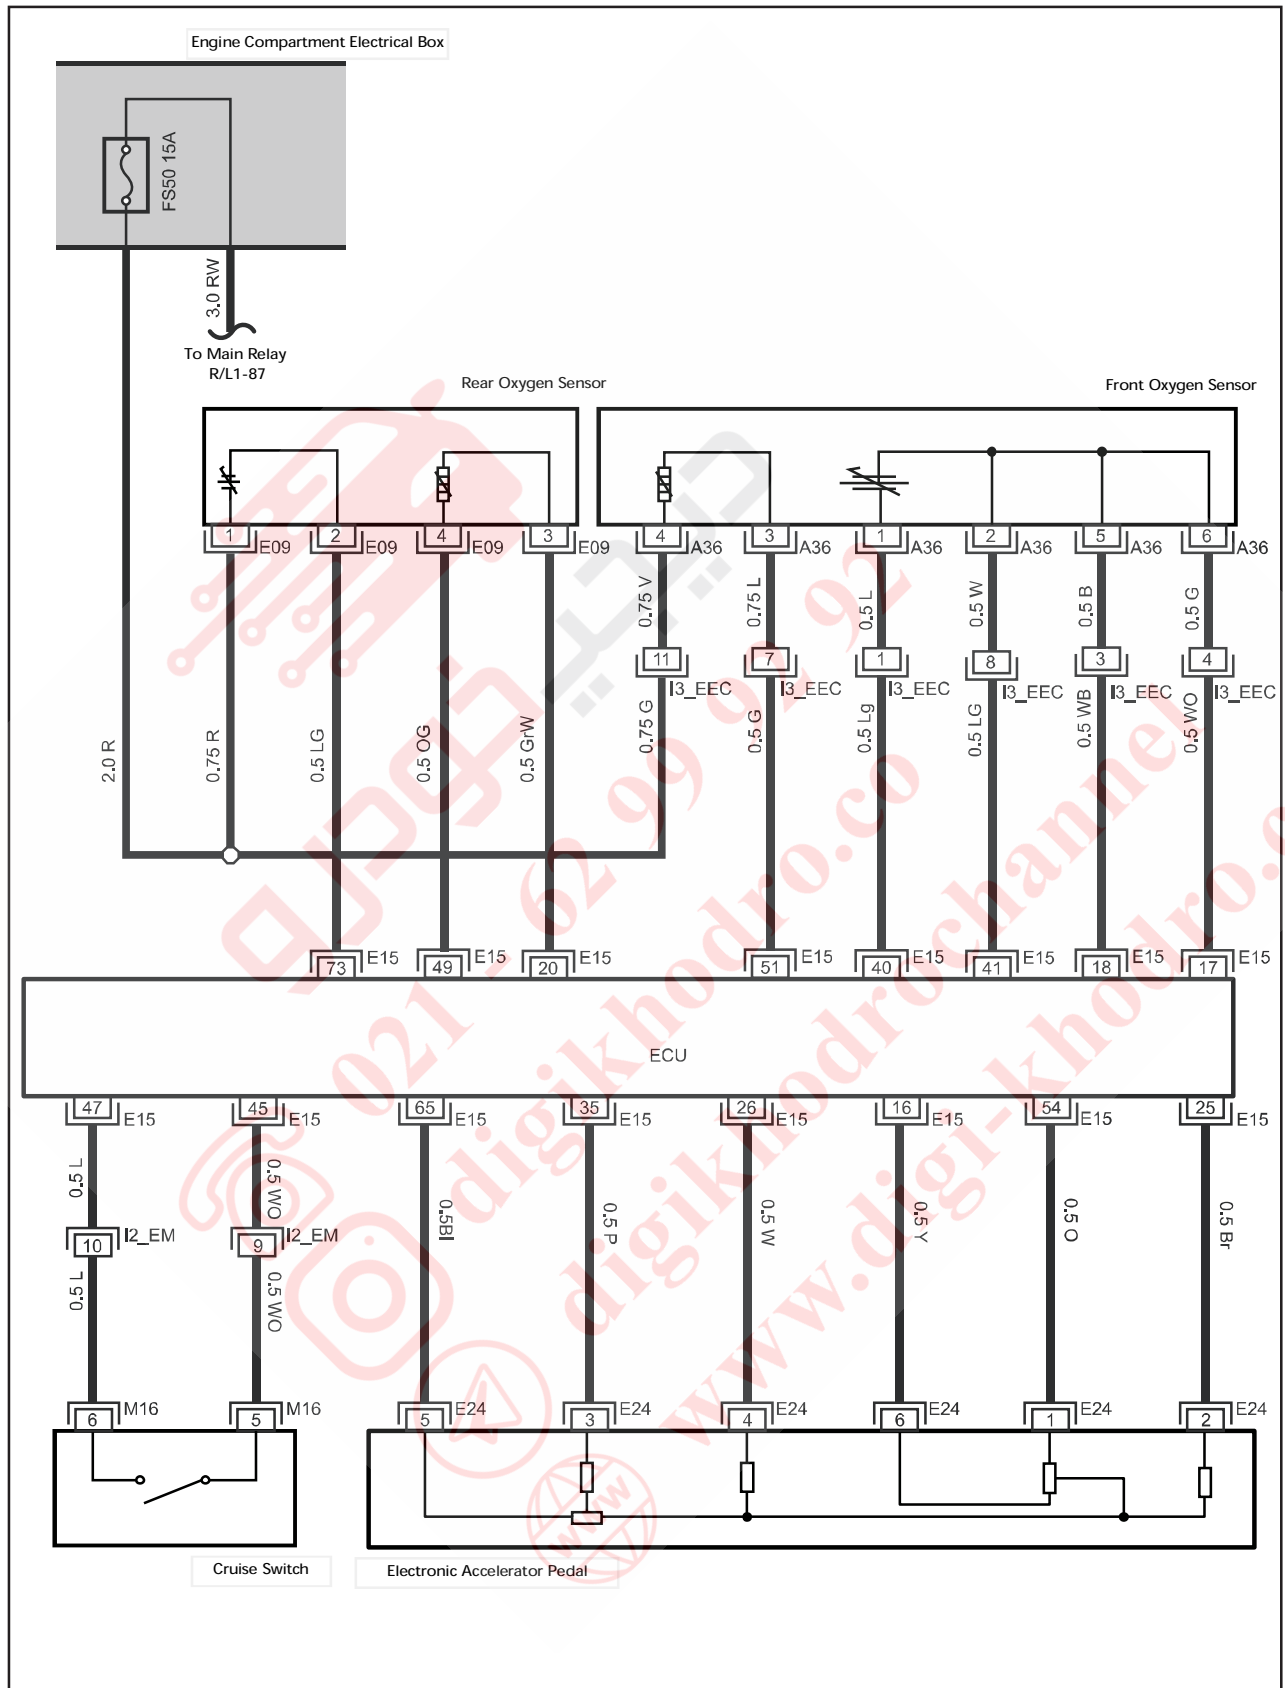 Engine Compartment Electrical Box
FS50 15A
3.0 RW
To Main Relay
R/L1-87
Rear Oxygen Sensor
Front Oxygen Sensor
1 E09 2 E09 4 E09 3 E09 4 A36 3 A36 1 A36 2 A36 5 A36 6 A36
0.75 V 0.75 L 0.5 L 0.5 W 0.5 B 0.5 G
11 7 1 8 3 4
I3_EEC I3_EEC I3_EEC I3_EEC I3_EEC I3_EEC
2.0 R 0.75 R 0.5 LG 0.5 OG 0.5 GrW 0.75 G 0.5 G 0.5 Lg 0.5 LG 0.5 WB 0.5 WO
73 E15 49 E15 20 E15 51 E15 40 E15 41 E15 18 E15 17 E15
ECU
47 E15 45 E15 65 E15 35 E15 26 E15 16 E15 54 E15 25 E15
0.5 L 0.5 WO
10 I2_EM 9 I2_EM
0.5 L 0.5 WO
0.5Bl 0.5 P 0.5 W 0.5 Y 0.5 O 0.5 Br
6 M16 5 M16 5 E24 3 E24 4 E24 6 E24 1 E24 2 E24
Cruise Switch
Electronic Accelerator Pedal
دیجی خودرو
021 - 62 99 92 92
digikhodro.co
digikhodrochannel
www.digi-khodro.c
www